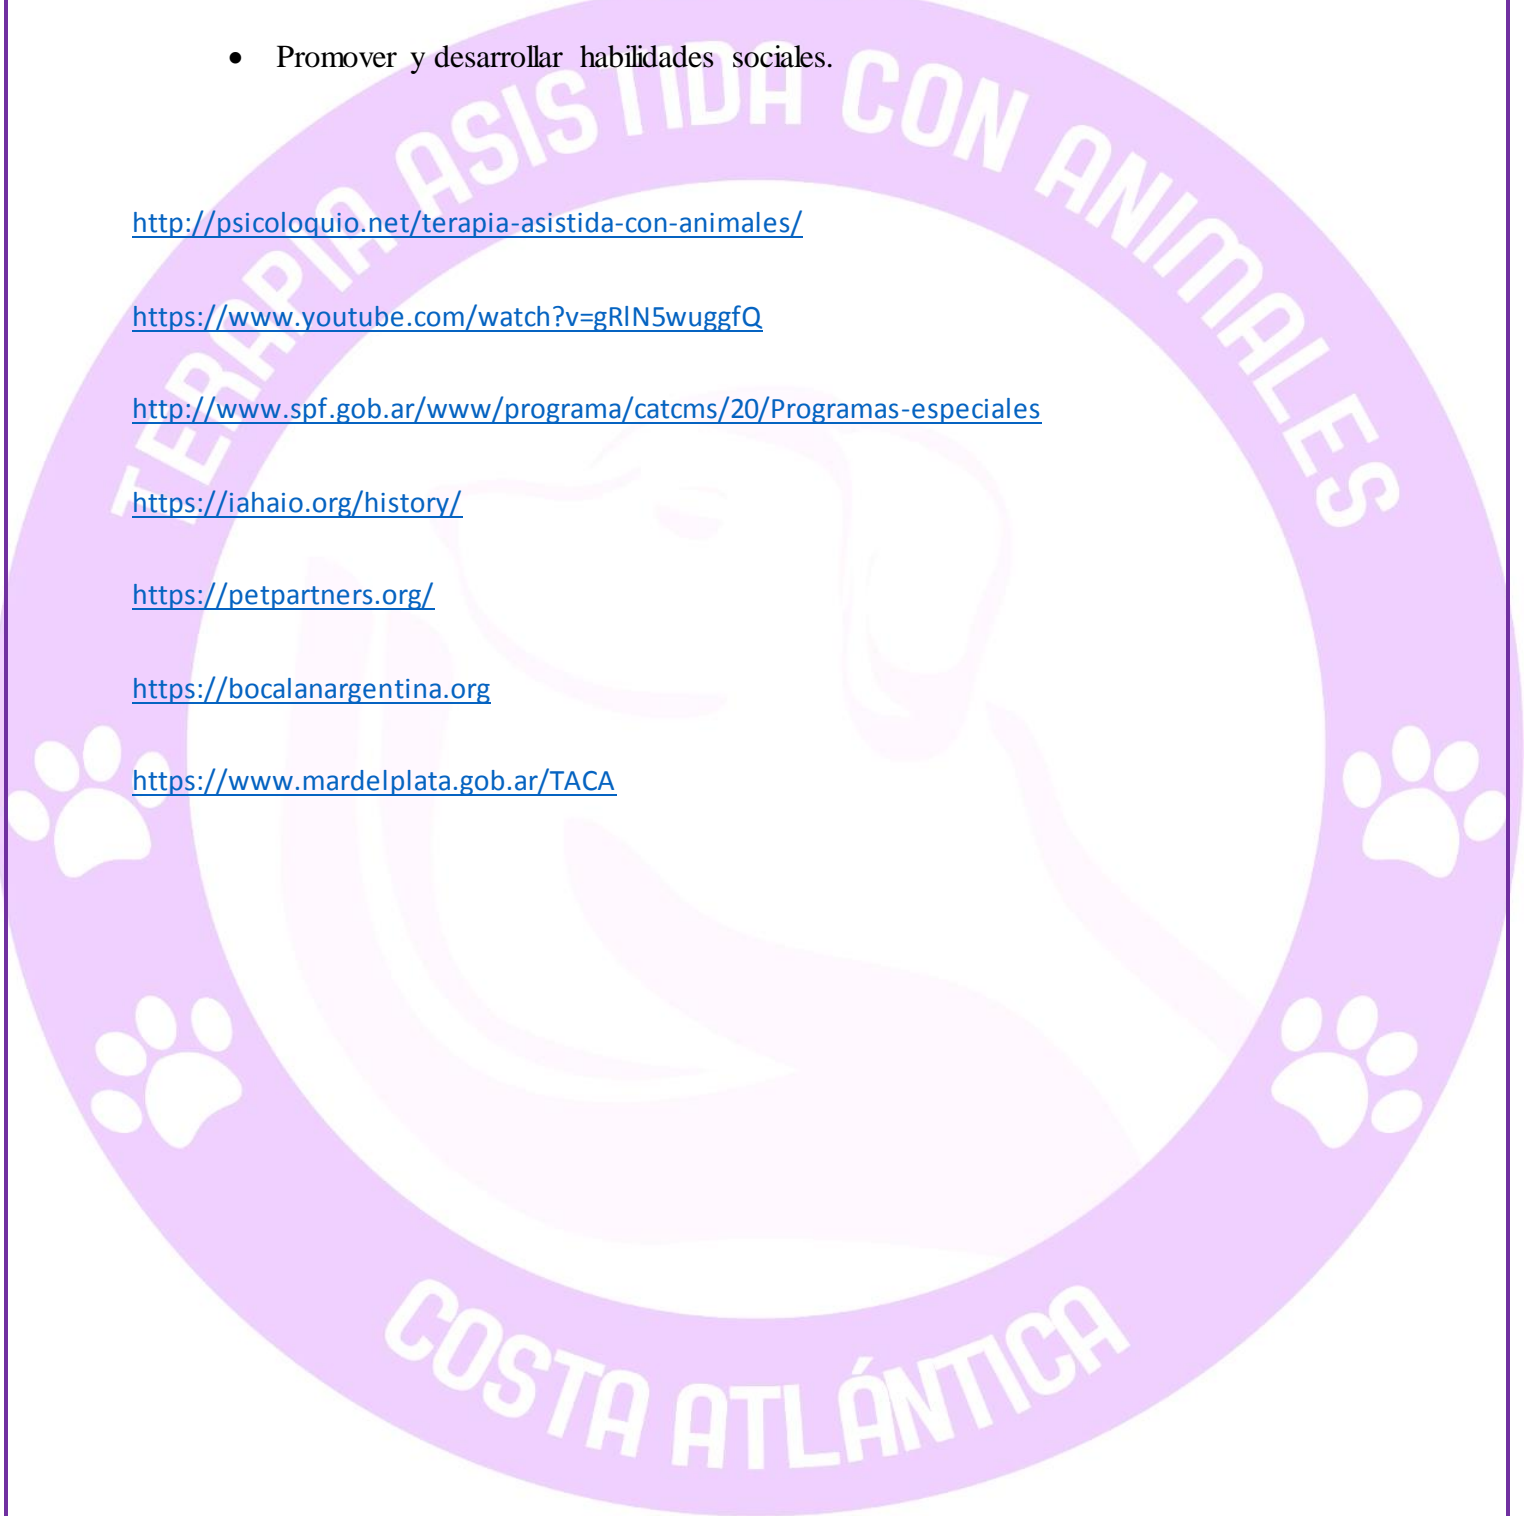 • Promover y desarrollar habilidades sociales.
TERAPIA ASISTIDA CON ANIMALES
http://psicoloquio.net/terapia-asistida-con-animales/
https://www.youtube.com/watch?v=gRlN5wuggfQ
http://www.spf.gob.ar/www/programa/catcms/20/Programas-especiales
https://iahaio.org/history/
https://petpartners.org/
https://bocalanargentina.org
https://www.mardelplata.gob.ar/TACA
COSTA ATLÁNTICA